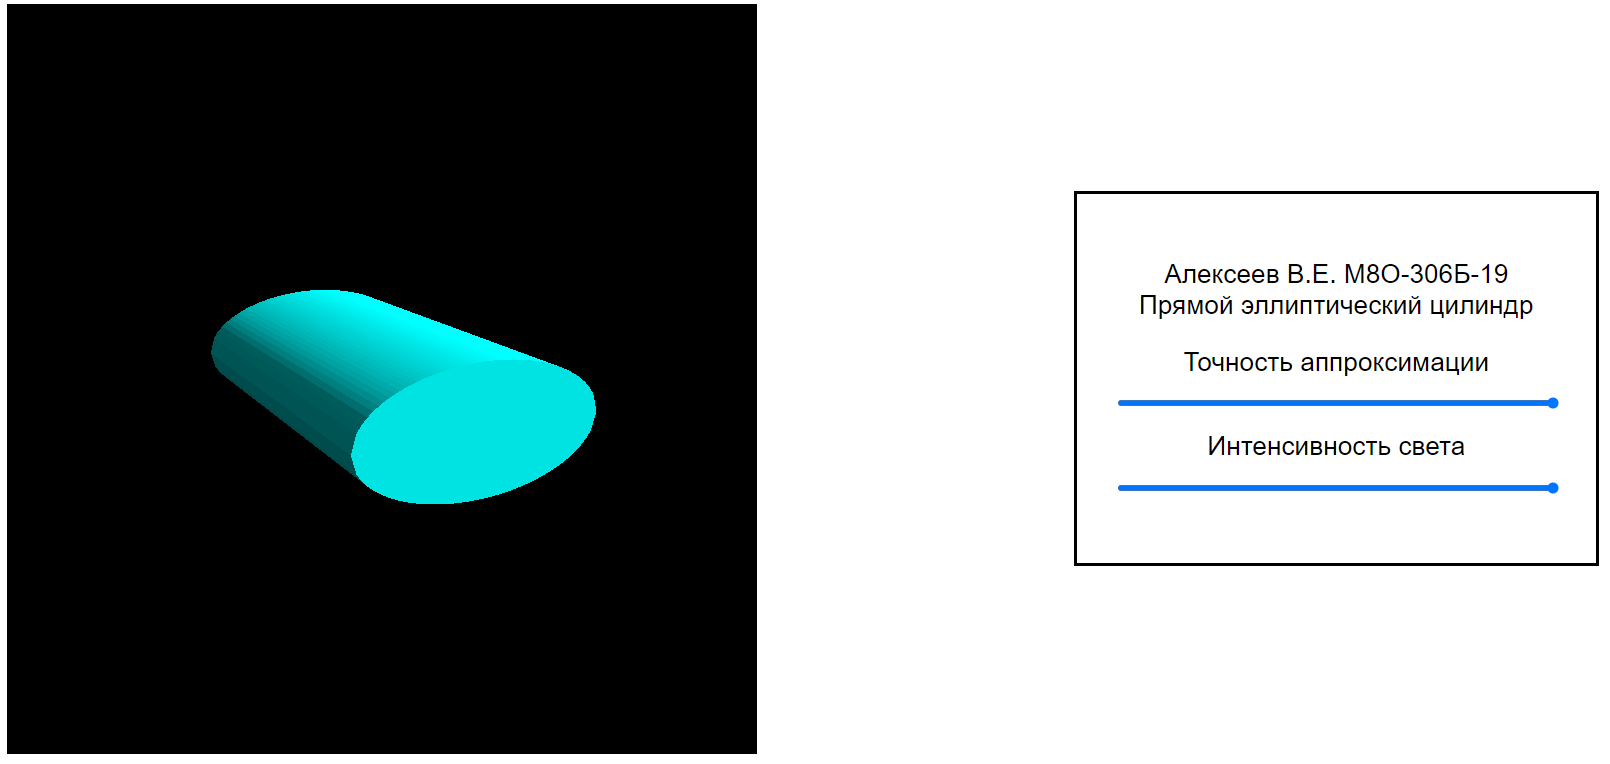 Алексеев В.Е. М8О-306Б-19
Прямой эллиптический цилиндр
Точность аппроксимации
Интенсивность света